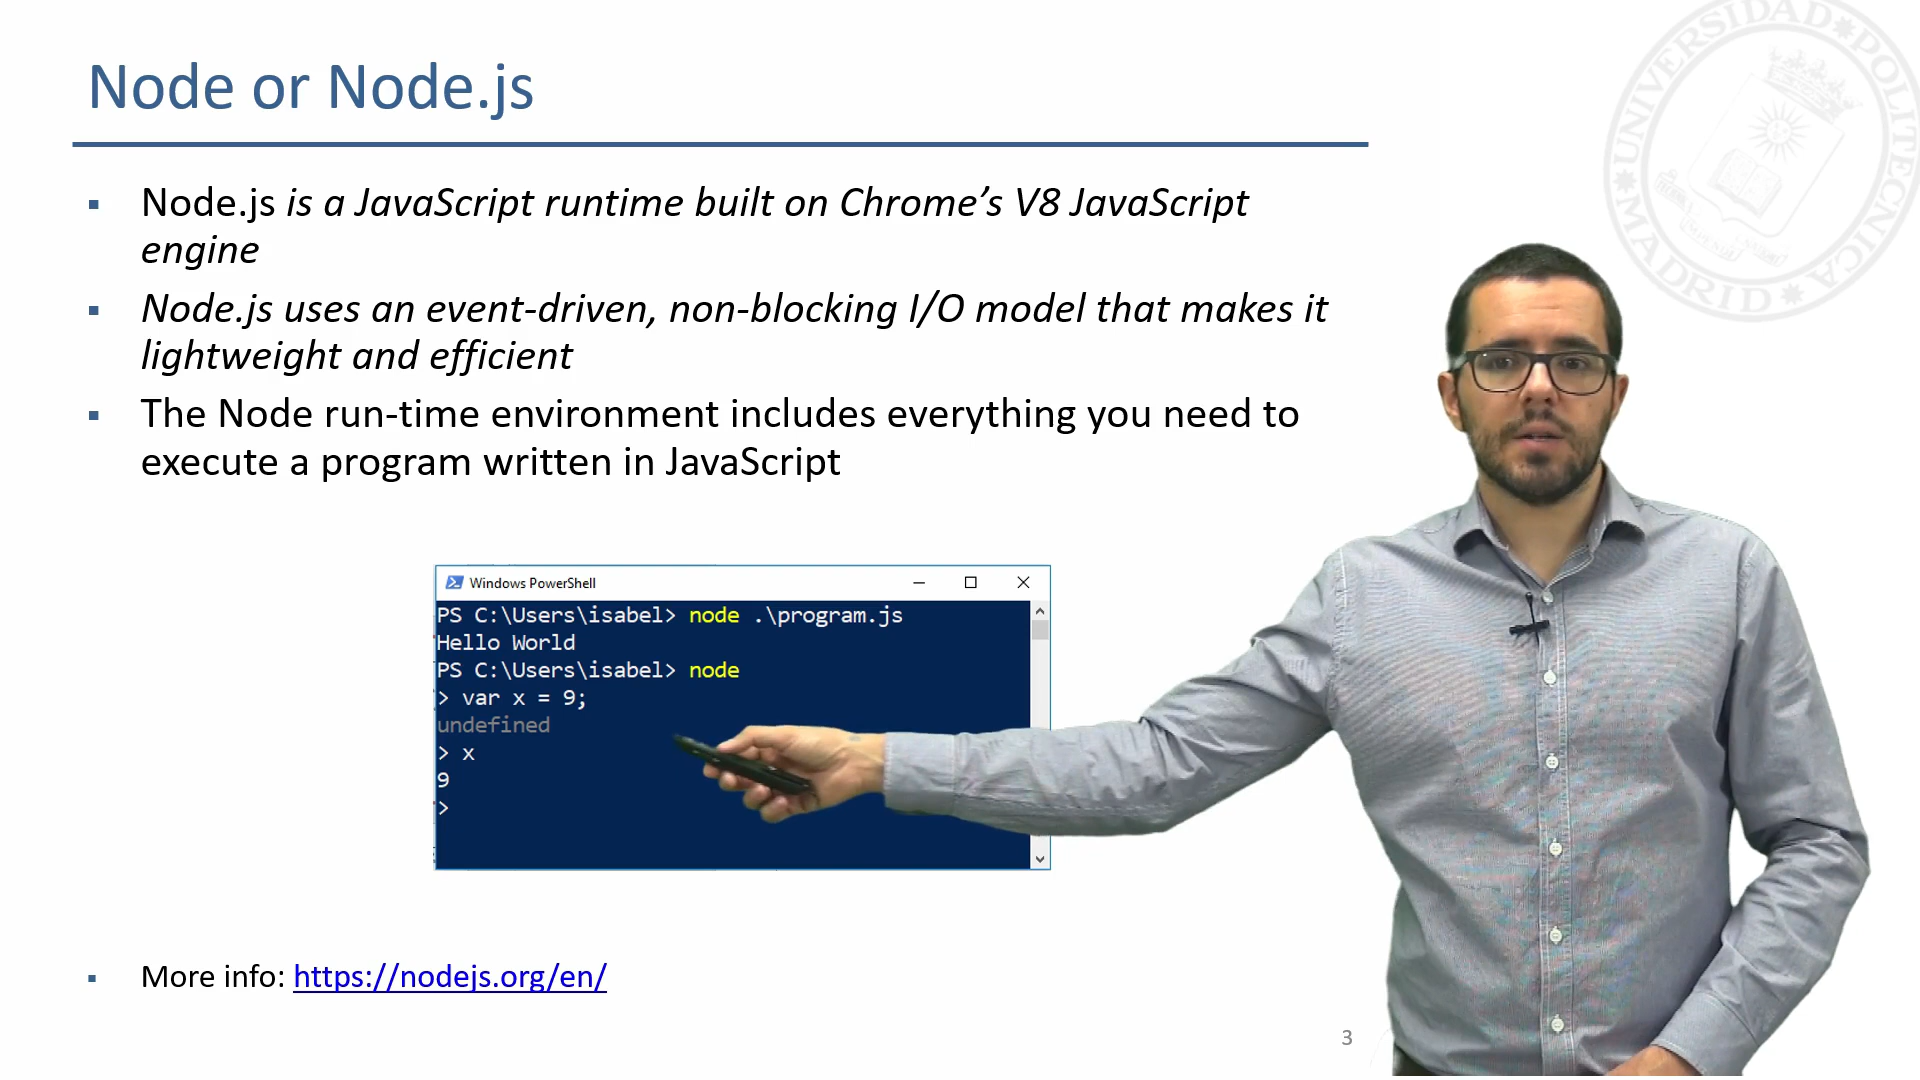 Node or Node.js
UNIVERSIDAD POLITÉCNICA
MADRID
▪ Node.js is a JavaScript runtime built on Chrome’s V8 JavaScript
engine
▪ Node.js uses an event-driven, non-blocking I/O model that makes it
lightweight and efficient
▪ The Node run-time environment includes everything you need to
execute a program written in JavaScript
Windows PowerShell
PS C:\Users\isabel> node .\program.js
Hello World
PS C:\Users\isabel> node
> var x = 9;
undefined
> x
9
>
▪ More info: https://nodejs.org/en/
3